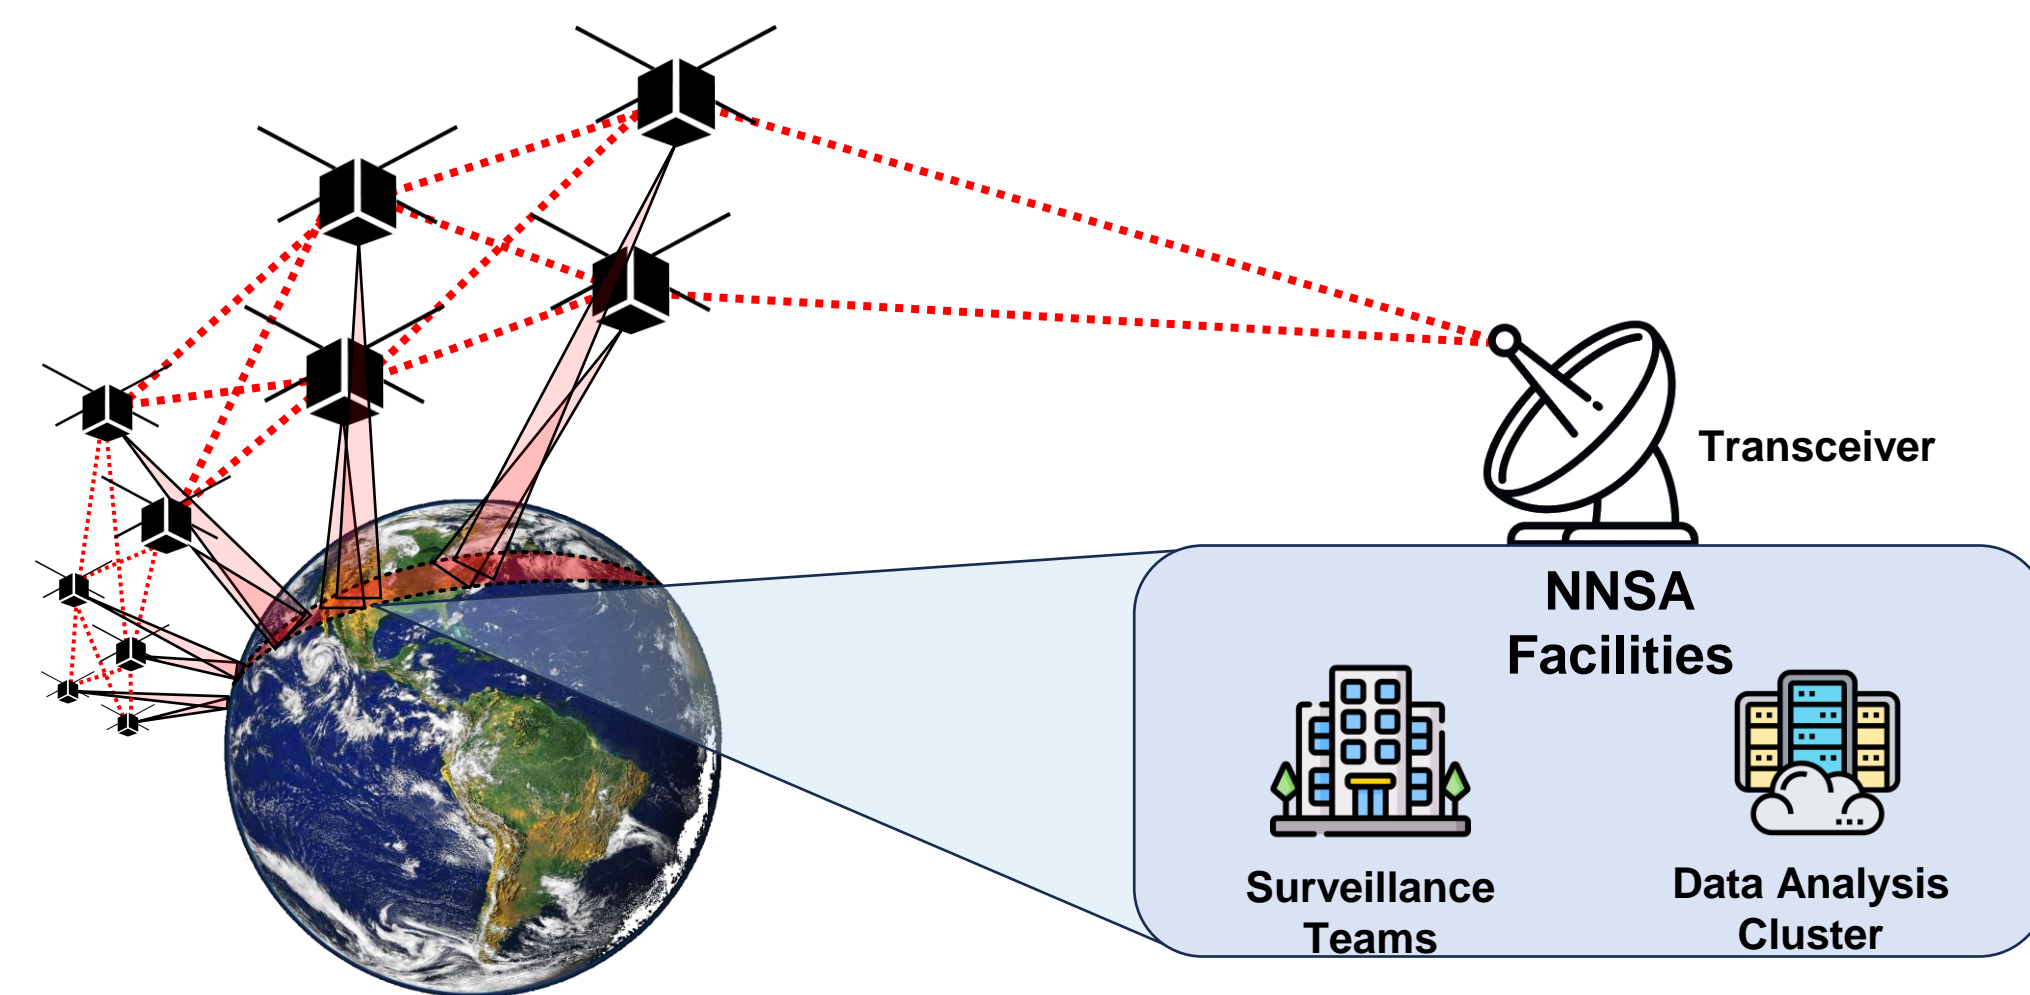 Transceiver
NNSA
Facilities
Surveillance
Teams
Data Analysis
Cluster